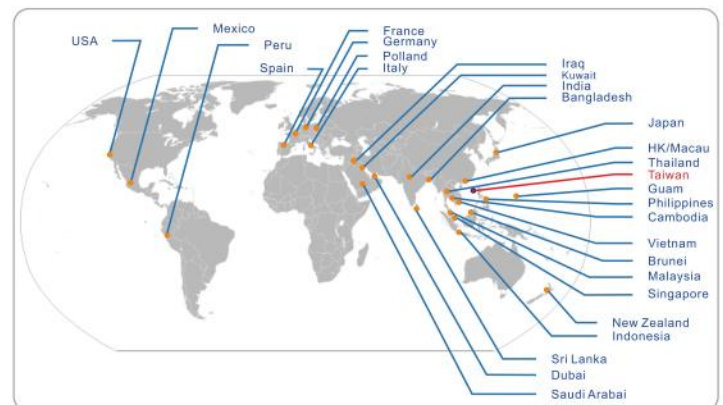 USA
Mexico
Peru
Spain
France
Germany
Polland
Italy
Iraq
Kuwait
India
Bangladesh
Japan
HK/Macau
Thailand
Taiwan
Guam
Philippines
Cambodia
Vietnam
Brunei
Malaysia
Singapore
New Zealand
Indonesia
Sri Lanka
Dubai
Saudi Arabai